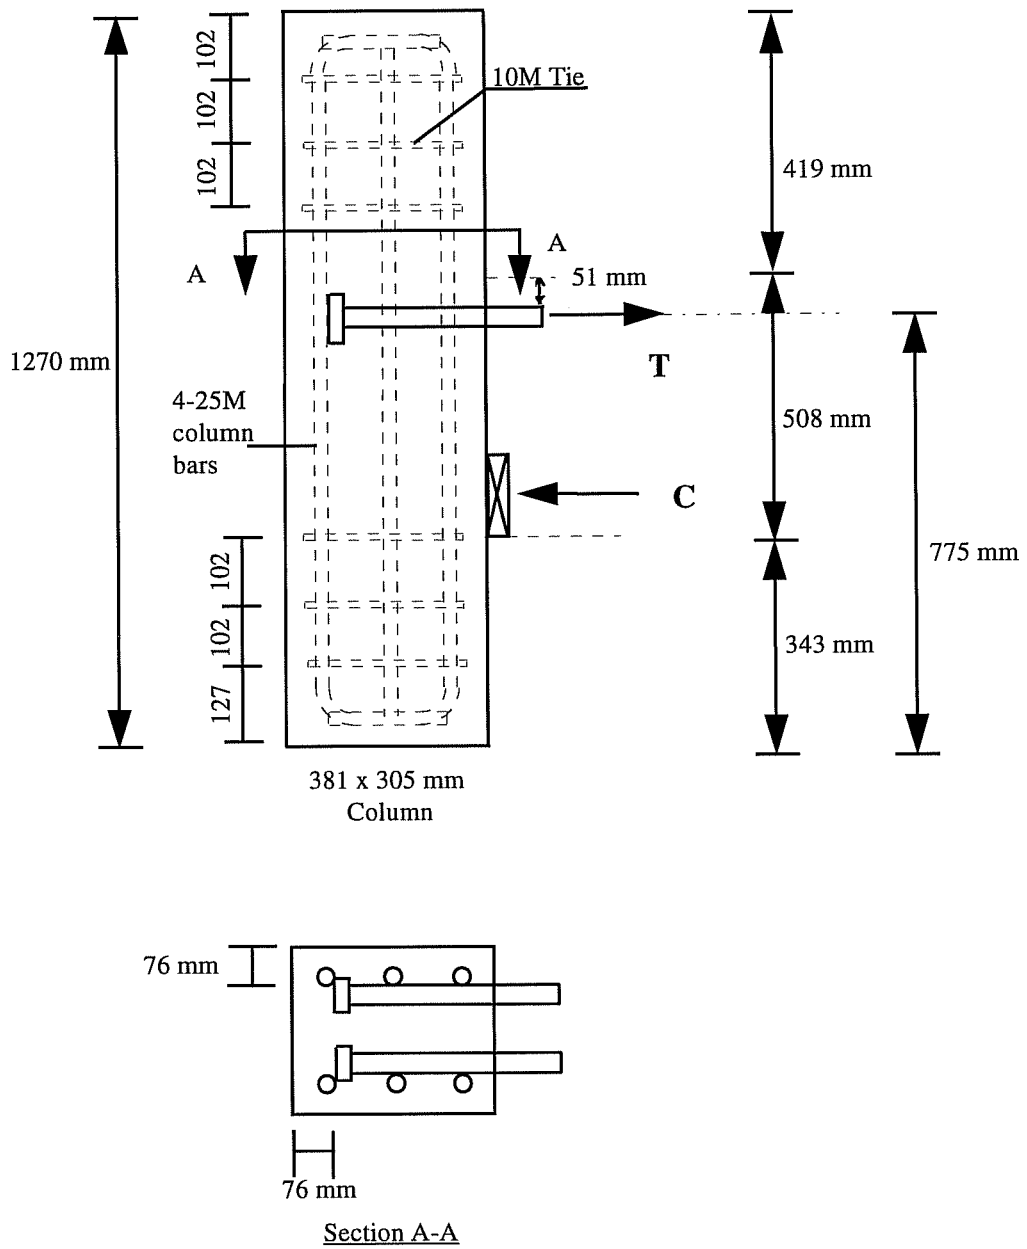 102
102
102
10M Tie
419 mm
A
A
51 mm
1270 mm
T
4-25M
column
bars
508 mm
C
775 mm
102
102
127
343 mm
381 x 305 mm
Column
76 mm
76 mm
Section A-A